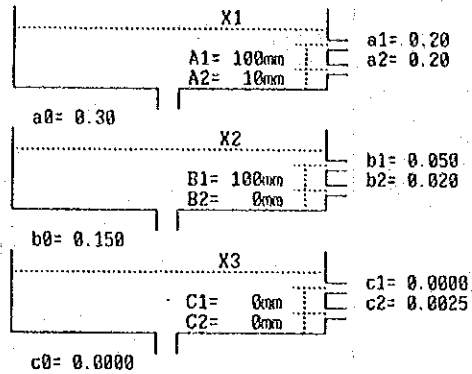 X1
A1= 100mm a1= 0.20
A2= 10mm a2= 0.20
a0= 0.30
X2
B1= 100mm b1= 0.050
B2= 0mm b2= 0.020
b0= 0.150
X3
C1= 0mm c1= 0.0000
C2= 0mm c2= 0.0025
c0= 0.0000